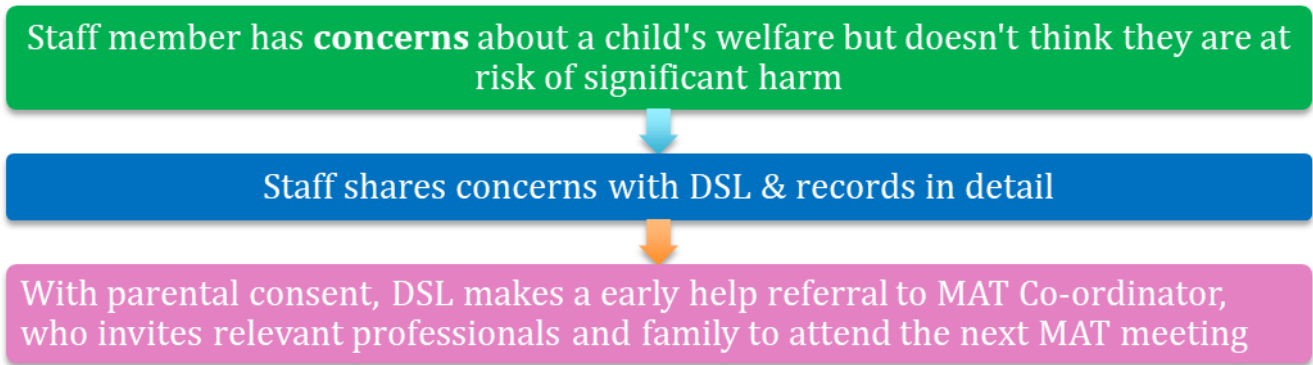 Staff member has concerns about a child's welfare but doesn't think they are at
risk of significant harm
Staff shares concerns with DSL & records in detail
With parental consent, DSL makes a early help referral to MAT Co-ordinator,
who invites relevant professionals and family to attend the next MAT meeting